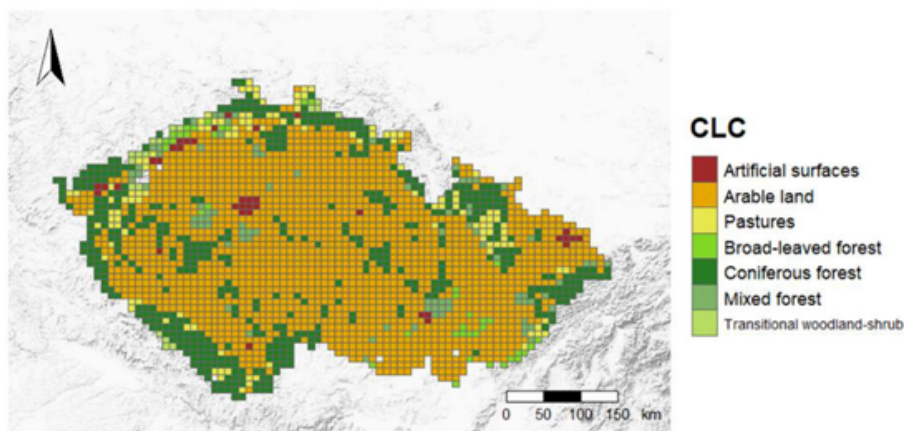 CLC
Artificial surfaces
Arable land
Pastures
Broad-leaved forest
Coniferous forest
Mixed forest
Transitional woodland-shrub
0 50 100 150 km